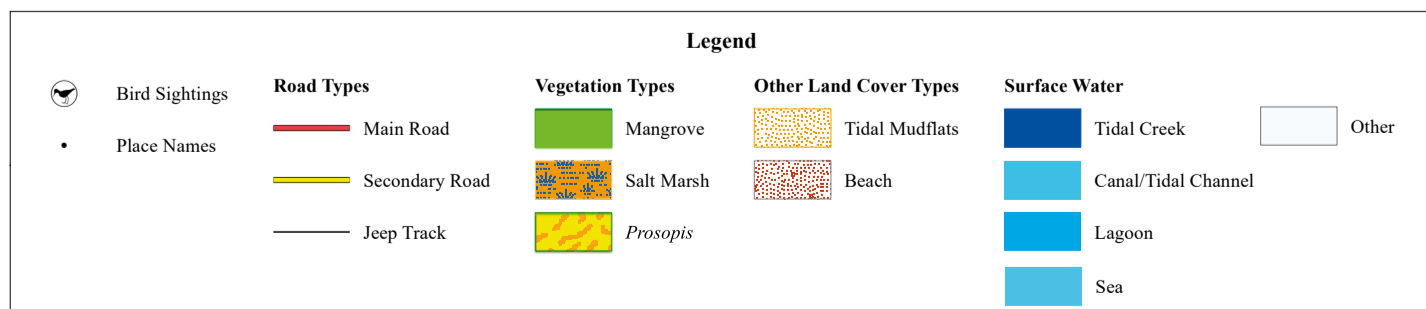 Legend
Bird Sightings
Place Names
Road Types
Main Road
Secondary Road
Jeep Track
Vegetation Types
Mangrove
Salt Marsh
Prosopis
Other Land Cover Types
Tidal Mudflats
Beach
Surface Water
Tidal Creek
Canal/Tidal Channel
Lagoon
Sea
Other